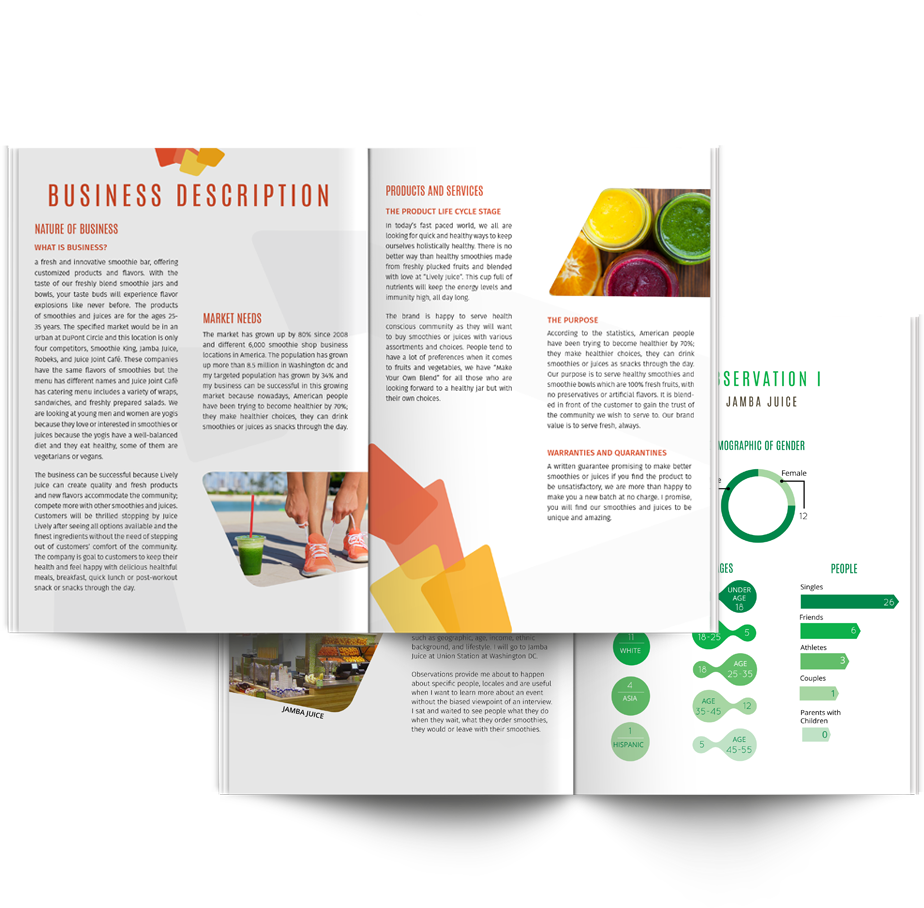 BUSINESS DESCRIPTION
NATURE OF BUSINESS
WHAT IS BUSINESS?
a fresh and innovative smoothie bar, offering
customized products and flavors. With the
taste of our freshly blend smoothie jars and
bowls, your taste buds will experience flavor
explosions like never before. The products
of smoothies and juices are for the ages 25-
35 years. The specified market would be in an
urban at DuPont Circle and this location is only
four competitors, Smoothie King, Jamba Juice,
Robeks, and Juice Joint Café. These companies
have the same flavors of smoothies but the
menu has different names and Juice Joint Café
has catering menu includes a variety of wraps,
sandwiches, and freshly prepared salads. We
are looking at young men and women are yogis
because they love or interested in smoothies or
juices because the yogis have a well-balanced
diet and they eat healthy, some of them are
vegetarians or vegans.
The business can be successful because Lively
Juice can create quality and fresh products
and new flavors accommodate the community;
compete more with other smoothies and juices.
Customers will be thrilled stopping by Juice
Lively after seeing all options available and the
finest ingredients without the need of stepping
out of customers' comfort of the community.
The company is goal to customers to keep their
health and feel happy with delicious healthful
meals, breakfast, quick lunch or post-workout
snack or snacks through the day.
MARKET NEEDS
The market has grown up by 80% since 2008
and different 6,000 smoothie shop business
locations in America. The population has grown
up more than 8.5 million in Washington dc and
my targeted population has grown by 34% and
my business can be successful in this growing
market because nowadays, American people
have been trying to become healthier by 70%;
they make healthier choices, they can drink
smoothies or juices as snacks through the day.
PRODUCTS AND SERVICES
THE PRODUCT LIFE CYCLE STAGE
In today's fast paced world, we all are
looking for quick and healthy ways to keep
ourselves holistically healthy. There is no
better way than healthy smoothies made
from freshly plucked fruits and blended
with love at "Lively Juice". This cup full of
nutrients will keep the energy levels and
immunity high, all day long.
The brand is happy to serve health
conscious community as they will want
to buy smoothies or juices with various
assortments and choices. People tend to
have a lot of preferences when it comes
to fruits and vegetables, we have "Make
Your Own Blend" for all those who are
looking forward to a healthy jar but with
their own choices.
THE PURPOSE
According to the statistics, American people
have been trying to become healthier by 70%;
they make healthier choices, they can drink
smoothies or juices as snacks through the day.
Our purpose is to serve healthy smoothies and
smoothie bowls which are 100% fresh fruits, with
no preservatives or artificial flavors. It is blend-
ed in front of the customer to gain the trust of
the community we wish to serve to. Our brand
value is to serve fresh, always.
WARRANTIES AND QUARANTINES
A written guarantee promising to make better
smoothies or juices if you find the product to
be unsatisfactory, we are more than happy to
make you a new batch at no charge. I promise,
you will find our smoothies and juices to be
unique and amazing.
JAMBA JUICE
such as geographic, age, income, ethnic
background, and lifestyle. I will go to Jamba
Juice at Union Station at Washington DC.
Observations provide me about to happen
about specific people, locales and are useful
when I want to learn more about an event
without the biased viewpoint of an interview.
I sat and waited to see people what they do
when they wait, what they order smoothies,
they would or leave with their smoothies.
SERVATION I
JAMBA JUICE
MOGRAPHIC OF GENDER
e
Female
12
GES
UNDER
AGE
18
18-25 5
18 AGE
25-35
AGE
35-45 12
5 AGE
45-55
11
WHITE
4
ASIA
1
HISPANIC
PEOPLE
Singles
26
Friends
6
Athletes
3
Couples
1
Parents with
Children
0